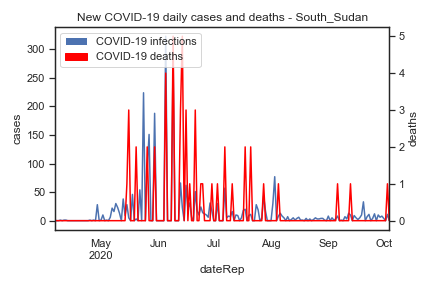 New COVID-19 daily cases and deaths - South_Sudan
COVID-19 infections
COVID-19 deaths
300
250
200
150
100
50
0
cases
5
4
3
2
1
0
deaths
May Jun Jul Aug Sep Oct
2020
dateRep